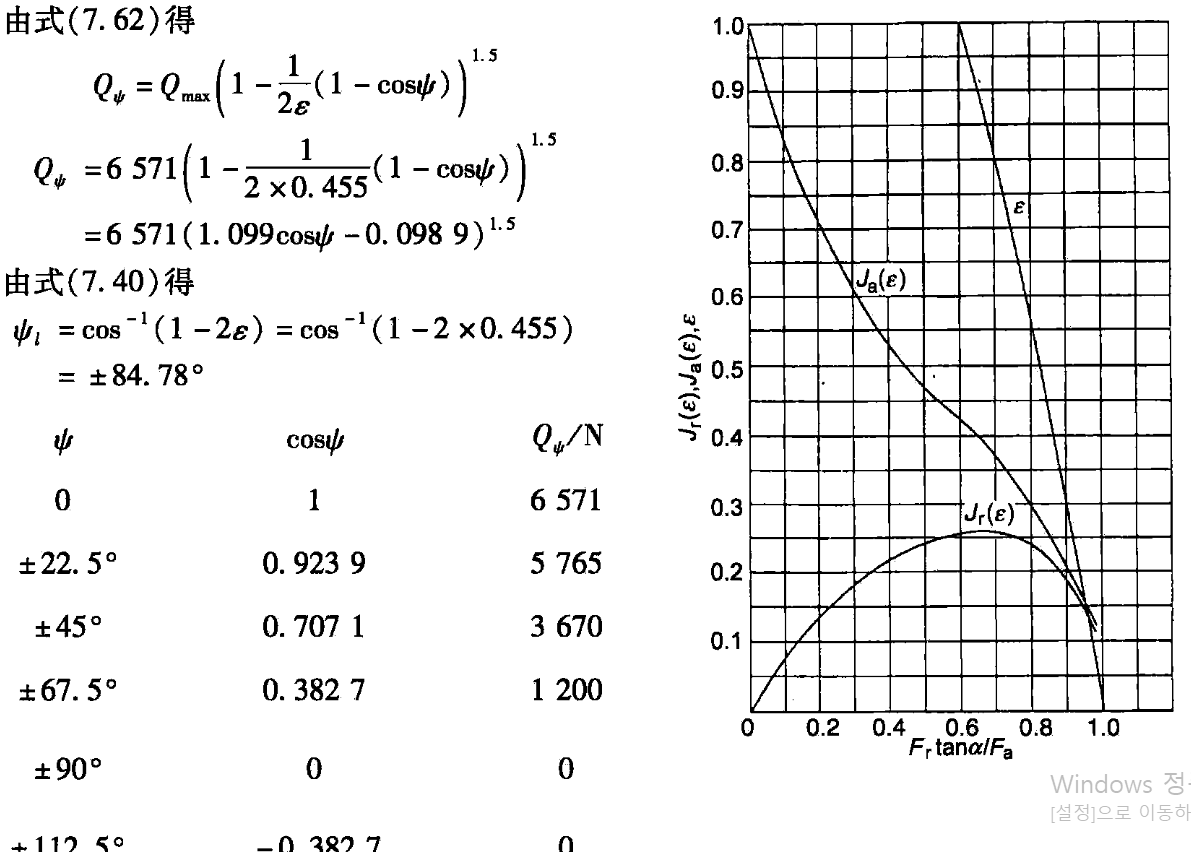 由式(7.62)得
Q_ψ = Q_max(1 − 1/2ε(1 − cosψ))^1.5
Q_ψ = 6 571(1 − 1/2×0.455(1 − cosψ))^1.5
= 6 571(1.099cosψ − 0.098 9)^1.5
由式(7.40)得
ψ_l = cos^−1(1 − 2ε) = cos^−1(1 − 2×0.455)
= ±84.78°
ψ cosψ Q_ψ/N
0 1 6 571
±22.5° 0.923 9 5 765
±45° 0.707 1 3 670
±67.5° 0.382 7 1 200
±90° 0 0
±112.5° −0.382 7 0
1.0
0.9
0.8
0.7
0.6
0.5
0.4
0.3
0.2
0.1
J_r(ε),J_a(ε),ε
ε
J_a(ε)
J_r(ε)
0 0.2 0.4 0.6 0.8 1.0
F_r tanα/F_a
Windows 정
[설정]으로 이동하